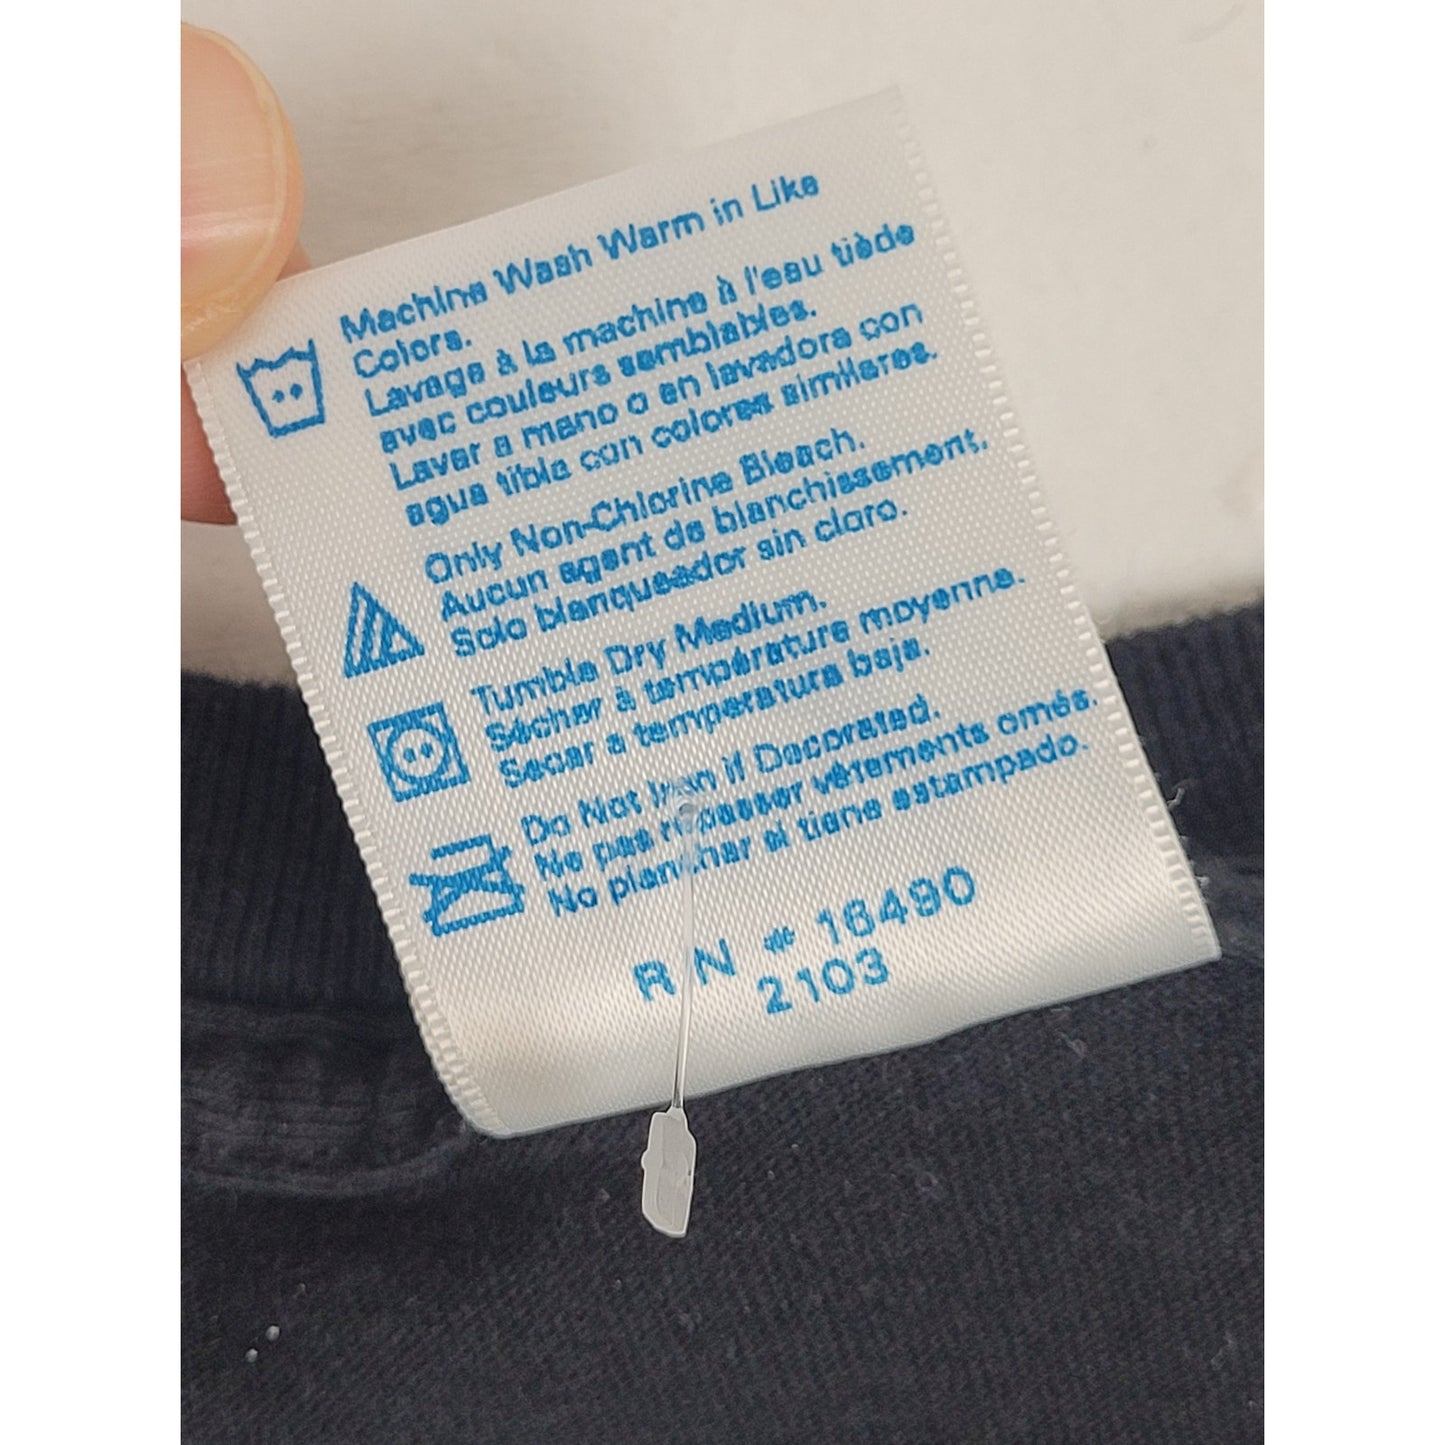 Machine Wash Warm in Like
Colors.
Lavage à la machine à l'eau tiède
avec couleurs semblables.
Lavar a mano o en lavadora con
agua tibia con colores similares.
Only Non-Chlorine Bleach.
Aucun agent de blanchissement.
Solo blanqueador sin cloro.
Tumble Dry Medium.
Sécher à température moyenne.
Secar a temperatura baja.
Do Not Iron if Decorated.
Ne pas repasser vêtements ornés.
No planchar si tiene estampado.
RN # 16490
2103